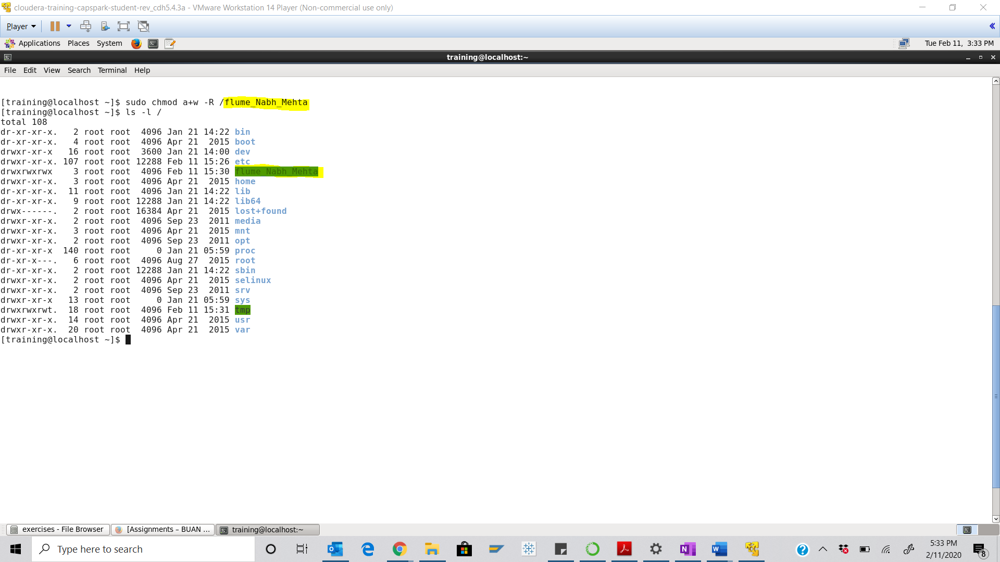 cloudera-training-capspark-student-rev_cdh5.4.3a - VMware Workstation 14 Player (Non-commercial use only)
Player
Applications Places System Tue Feb 11, 3:33 PM
training@localhost:~
File Edit View Search Terminal Help
[training@localhost ~]$ sudo chmod a+w -R /flume_Nabh_Mehta
[training@localhost ~]$ ls -l /
total 108
dr-xr-xr-x.   2 root root  4096 Jan 21 14:22 bin
dr-xr-xr-x.   4 root root  4096 Apr 21  2015 boot
drwxr-xr-x   16 root root  3600 Jan 21 14:00 dev
drwxr-xr-x. 107 root root 12288 Feb 11 15:26 etc
drwxrwxrwx    3 root root  4096 Feb 11 15:30 flume_Nabh_Mehta
drwxr-xr-x.   3 root root  4096 Apr 21  2015 home
dr-xr-xr-x.  11 root root  4096 Jan 21 14:22 lib
dr-xr-xr-x.   9 root root 12288 Jan 21 14:22 lib64
drwx------.   2 root root 16384 Apr 21  2015 lost+found
drwxr-xr-x.   2 root root  4096 Sep 23  2011 media
drwxr-xr-x.   3 root root  4096 Apr 21  2015 mnt
drwxr-xr-x.   2 root root  4096 Sep 23  2011 opt
dr-xr-xr-x  140 root root     0 Jan 21 05:59 proc
dr-xr-x---.   6 root root  4096 Aug 27  2015 root
dr-xr-xr-x.   2 root root 12288 Jan 21 14:22 sbin
drwxr-xr-x.   2 root root  4096 Apr 21  2015 selinux
drwxr-xr-x.   2 root root  4096 Sep 23  2011 srv
drwxr-xr-x   13 root root     0 Jan 21 05:59 sys
drwxrwxrwt.  18 root root  4096 Feb 11 15:31 tmp
drwxr-xr-x.  14 root root  4096 Apr 21  2015 usr
drwxr-xr-x.  20 root root  4096 Apr 21  2015 var
[training@localhost ~]$
exercises - File Browser [Assignments – BUAN ... training@localhost:~
Type here to search
5:33 PM
2/11/2020
8